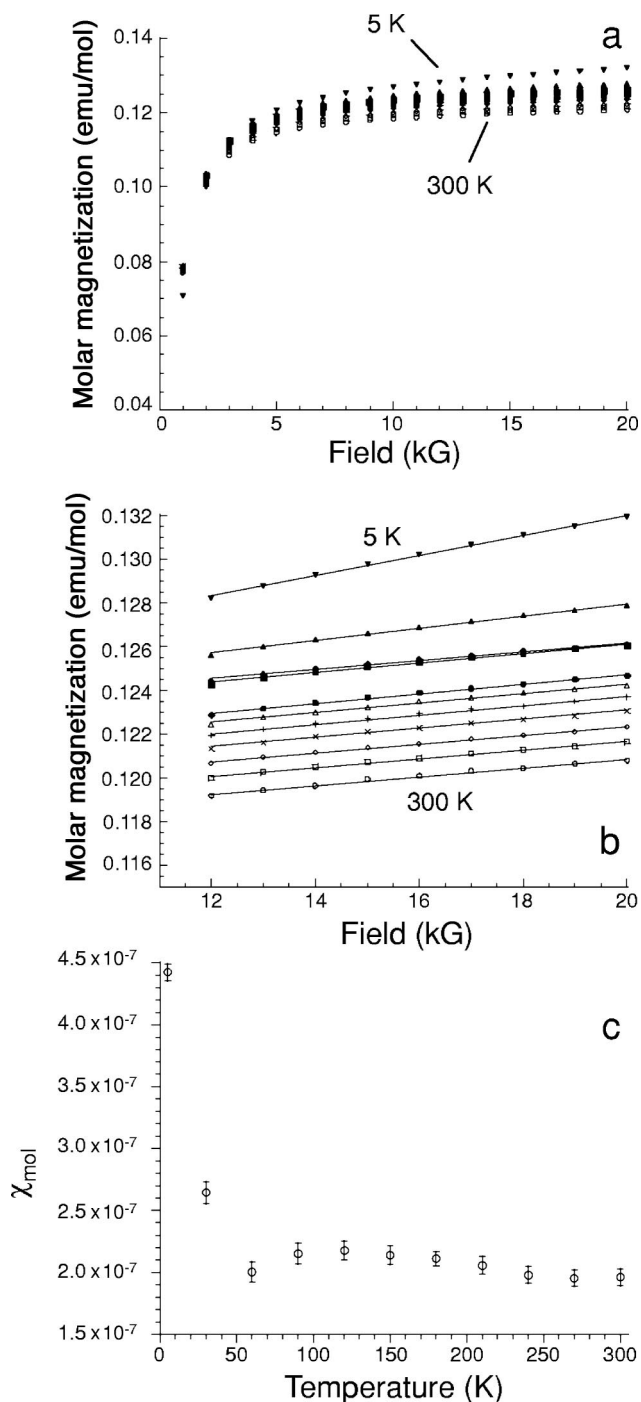 a
5 K
300 K
Molar magnetization (emu/mol)
0.14
0.12
0.10
0.08
0.06
0.04
0 5 10 15 20
Field (kG)
5 K
300 K
b
Molar magnetization (emu/mol)
0.132
0.130
0.128
0.126
0.124
0.122
0.120
0.118
0.116
12 14 16 18 20
Field (kG)
c
χmol
4.5 x 10-7
4.0 x 10-7
3.5 x 10-7
3.0 x 10-7
2.5 x 10-7
2.0 x 10-7
1.5 x 10-7
0 50 100 150 200 250 300
Temperature (K)